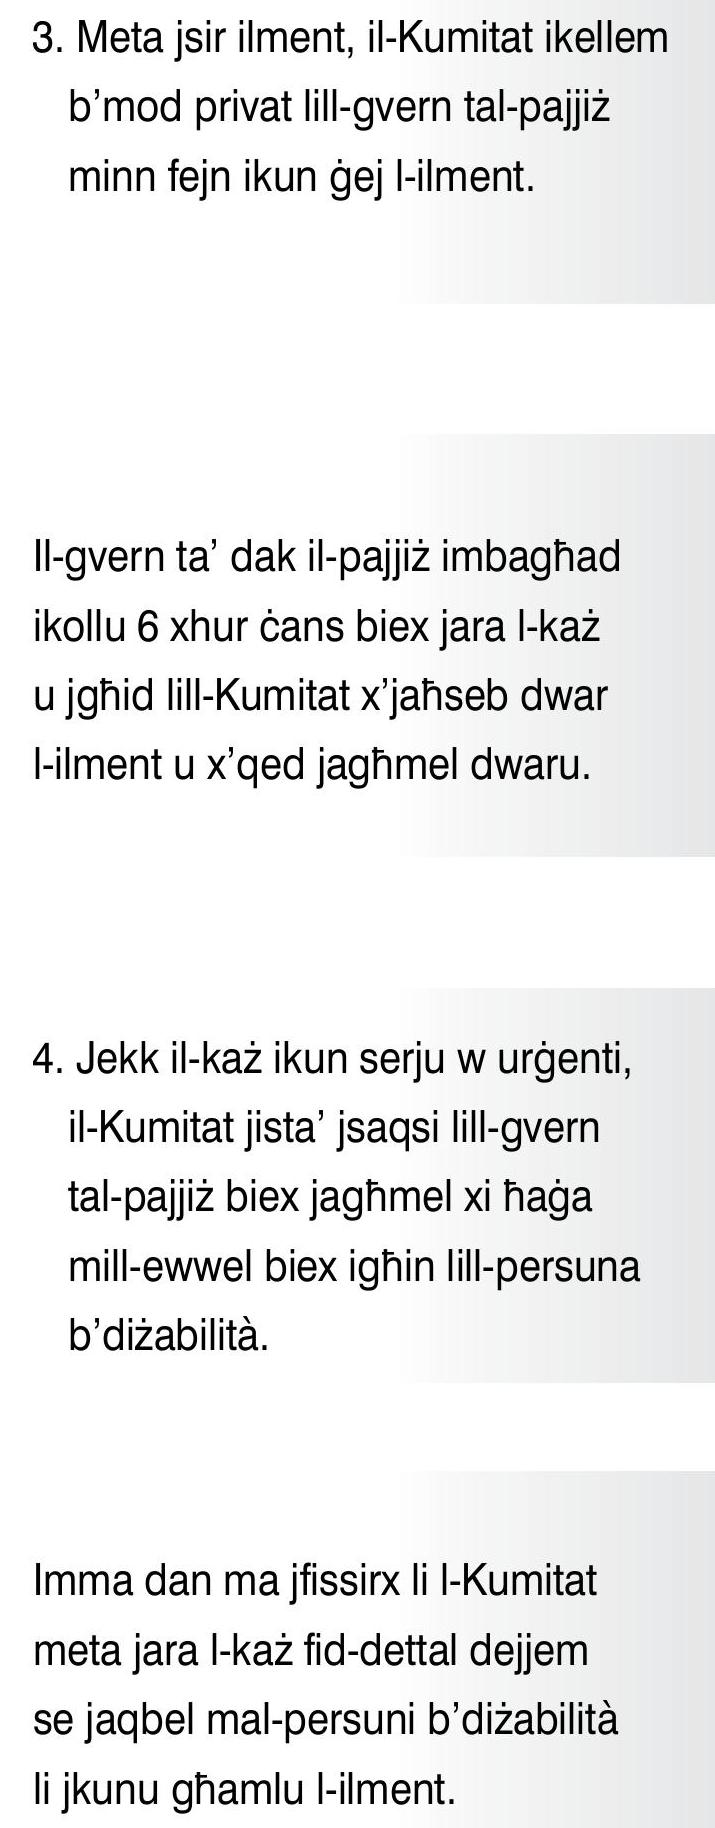 3. Meta jsir ilment, il-Kumitat ikellem
b’mod privat lill-gvern tal-pajjiż
minn fejn ikun ġej l-ilment.
Il-gvern ta’ dak il-pajjiż imbagħad
ikollu 6 xhur ċans biex jara l-każ
u jgħid lill-Kumitat x’jaħseb dwar
l-ilment u x’qed jagħmel dwaru.
4. Jekk il-każ ikun serju w urġenti,
il-Kumitat jista’ jsaqsi lill-gvern
tal-pajjiż biex jagħmel xi ħaġa
mill-ewwel biex igħin lill-persuna
b’diżabilità.
Imma dan ma jfissirx li l-Kumitat
meta jara l-każ fid-dettal dejjem
se jaqbel mal-persuni b’diżabilità
li jkunu għamlu l-ilment.